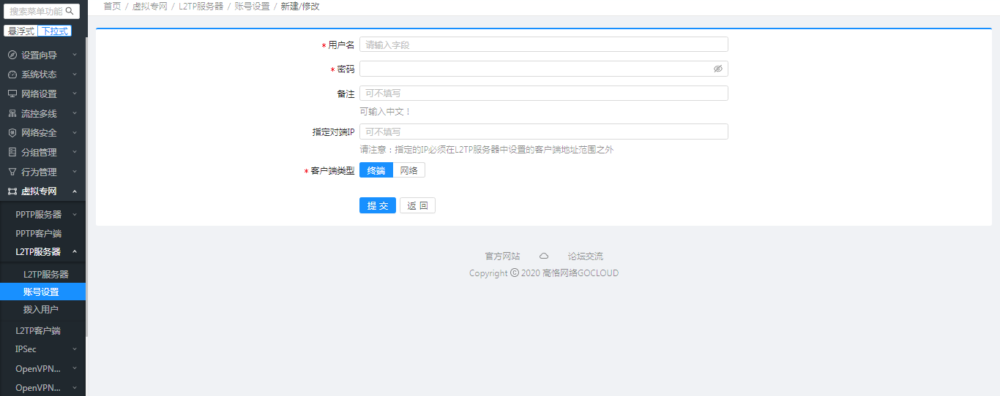 搜索菜单功能
悬浮式 下拉式
设置向导
系统状态
网络设置
流控多线
网络安全
分组管理
行为管理
虚拟专网
PPTP服务器
PPTP客户端
L2TP服务器
L2TP服务器
账号设置
拨入用户
L2TP客户端
IPSec
OpenVPN...
OpenVPN...
首页 / 虚拟专网 / L2TP服务器 / 账号设置 / 新建/修改
* 用户名 请输入字段
* 密码
备注 可不填写
可输入中文！
指定对端IP 可不填写
请注意：指定的IP必须在L2TP服务器中设置的客户端地址范围之外
* 客户端类型 终端 网络
提 交 返 回
官方网站 论坛交流
Copyright © 2020 高恪网络GOCLOUD